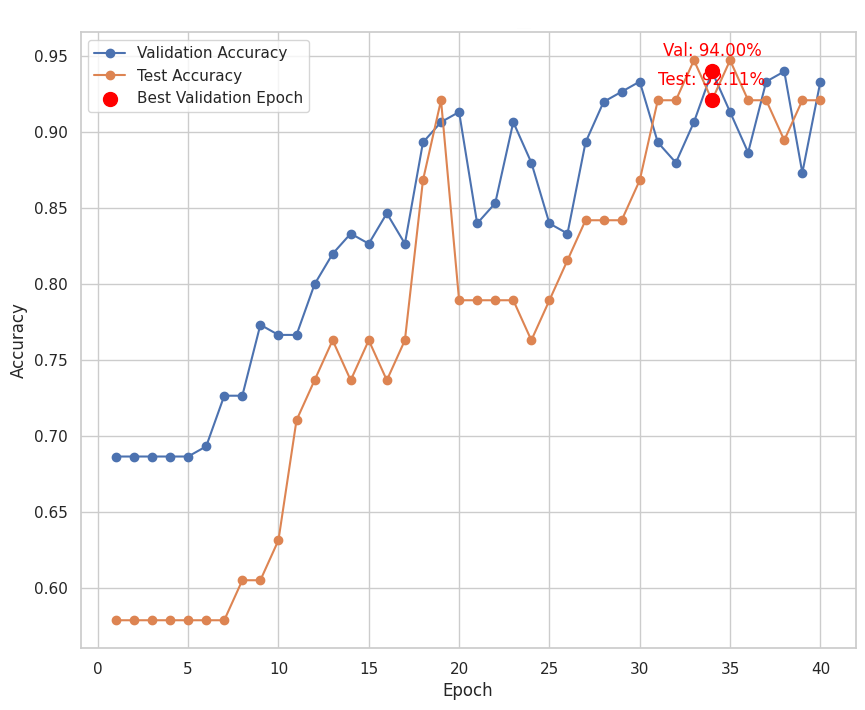 Validation Accuracy
Test Accuracy
Best Validation Epoch
Val: 94.00%
Test: 92.11%
0.95
0.90
0.85
0.80
0.75
0.70
0.65
0.60
Accuracy
0 5 10 15 20 25 30 35 40
Epoch